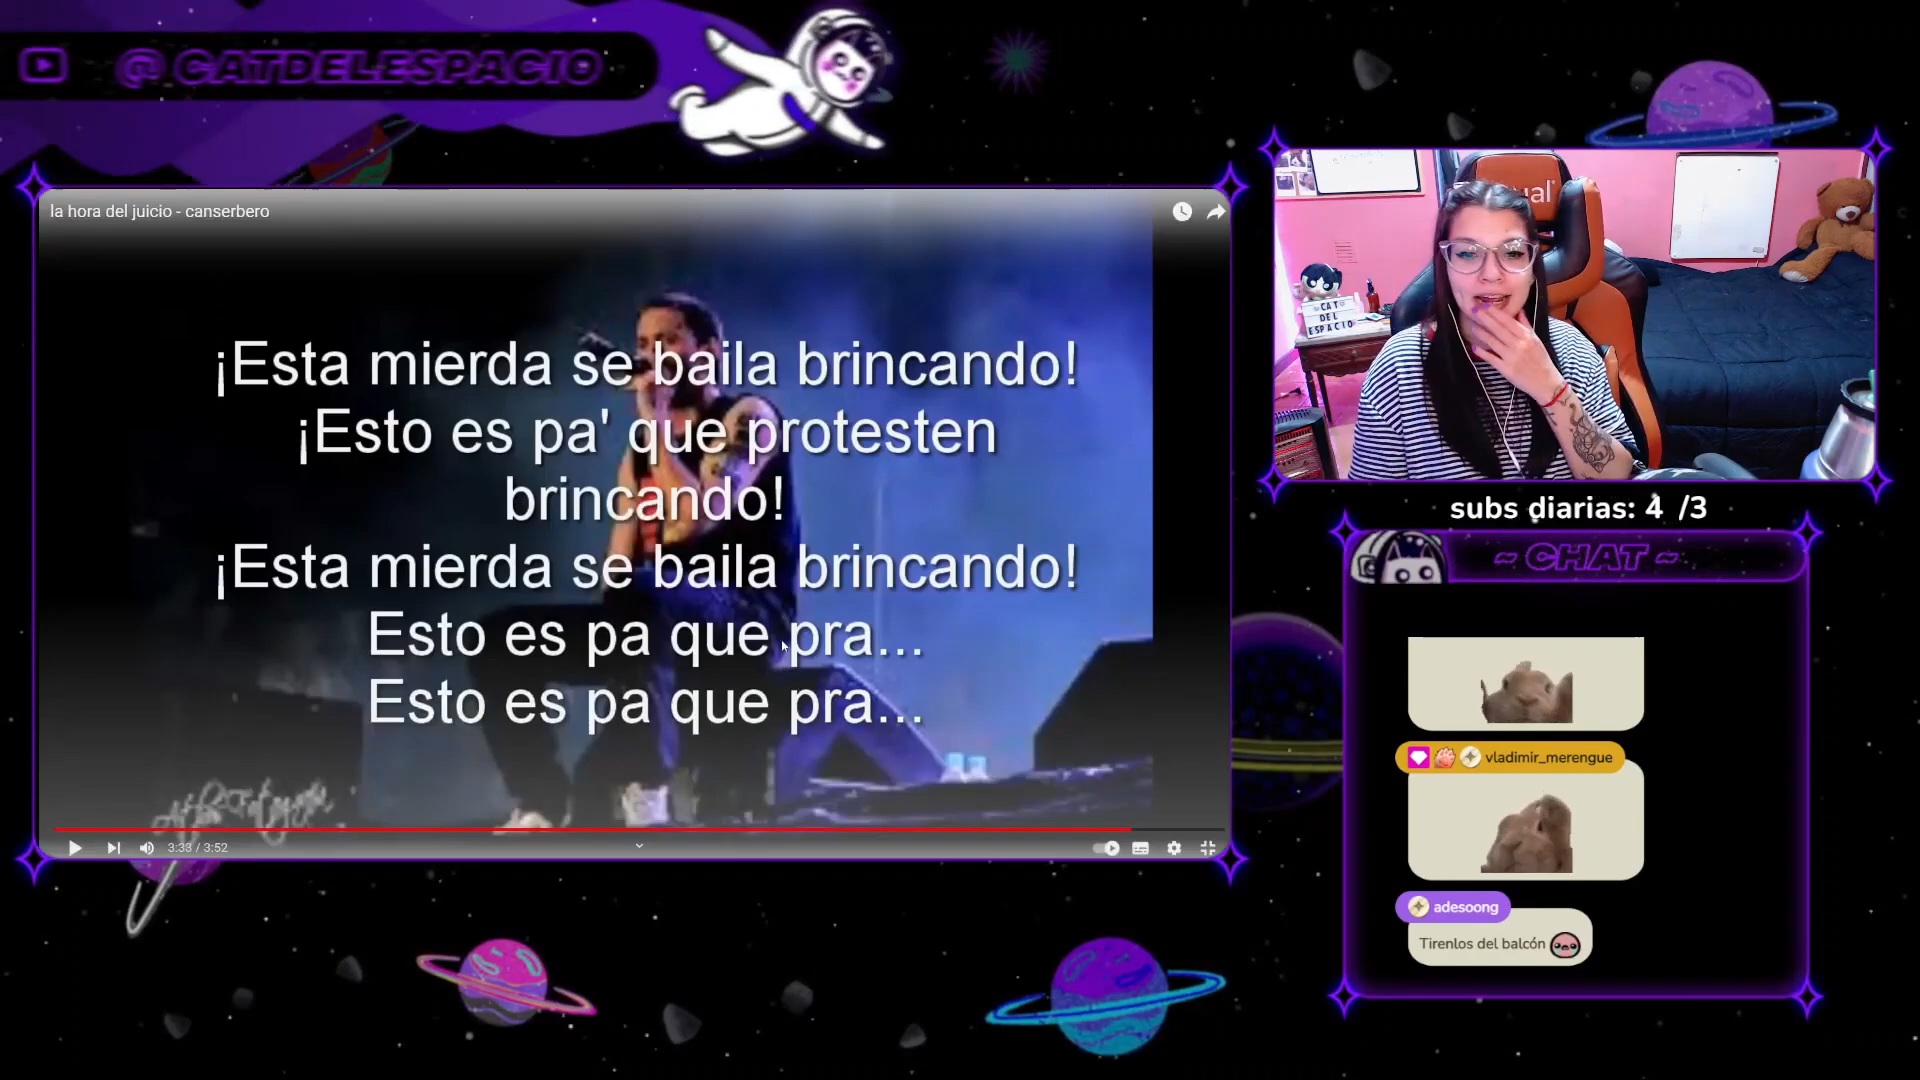 @CATDELESPACIO
la hora del juicio - canserbero
¡Esta mierda se baila brincando!
¡Esto es pa' que protesten
brincando!
¡Esta mierda se baila brincando!
Esto es pa que pra...
Esto es pa que pra...
3:33 / 3:52
CAT
DEL
ESPACIO
subs diarias: 4 /3
~ CHAT ~
vladimir_merengue
adesoong
Tirenlos del balcón